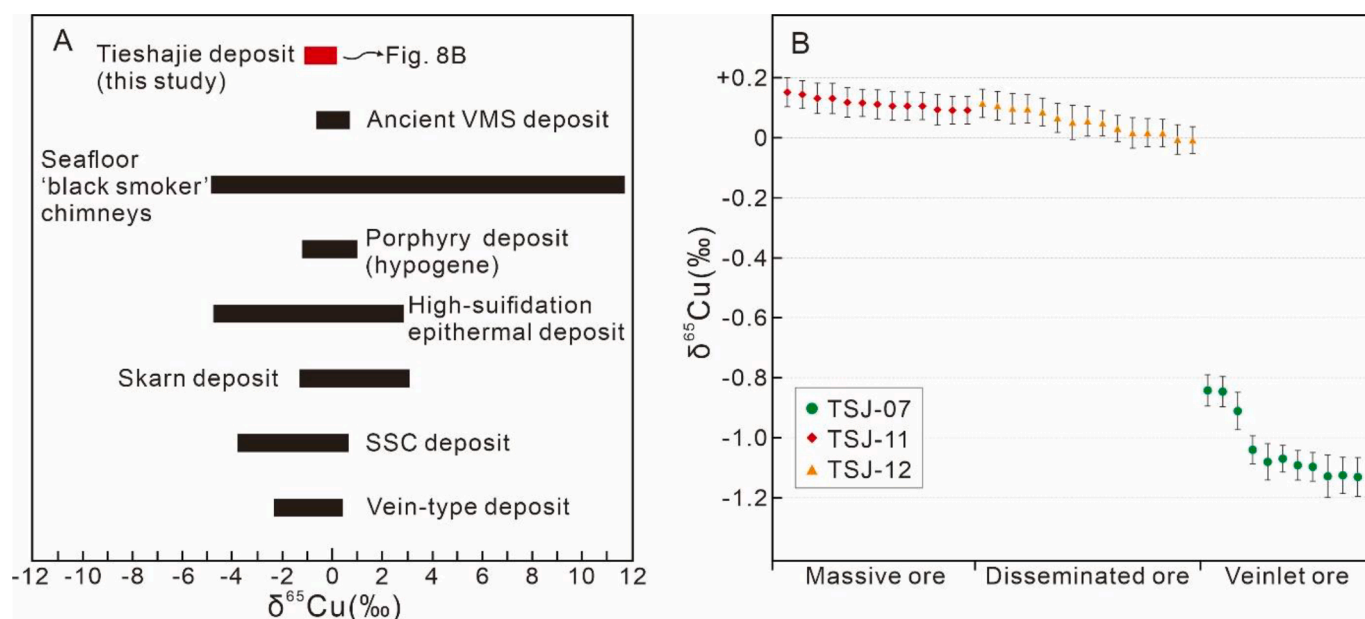 A
Tieshajie deposit
(this study)
Fig. 8B
Ancient VMS deposit
Seafloor
‘black smoker’
chimneys
Porphyry deposit
(hypogene)
High-suifidation
epithermal deposit
Skarn deposit
SSC deposit
Vein-type deposit
-12 -10 -8 -6 -4 -2 0 2 4 6 8 10 12
δ⁶⁵Cu(‰)
B
δ⁶⁵Cu(‰)
+0.2
0
-0.2
-0.4
-0.6
-0.8
-1.0
-1.2
TSJ-07
TSJ-11
TSJ-12
Massive ore Disseminated ore Veinlet ore